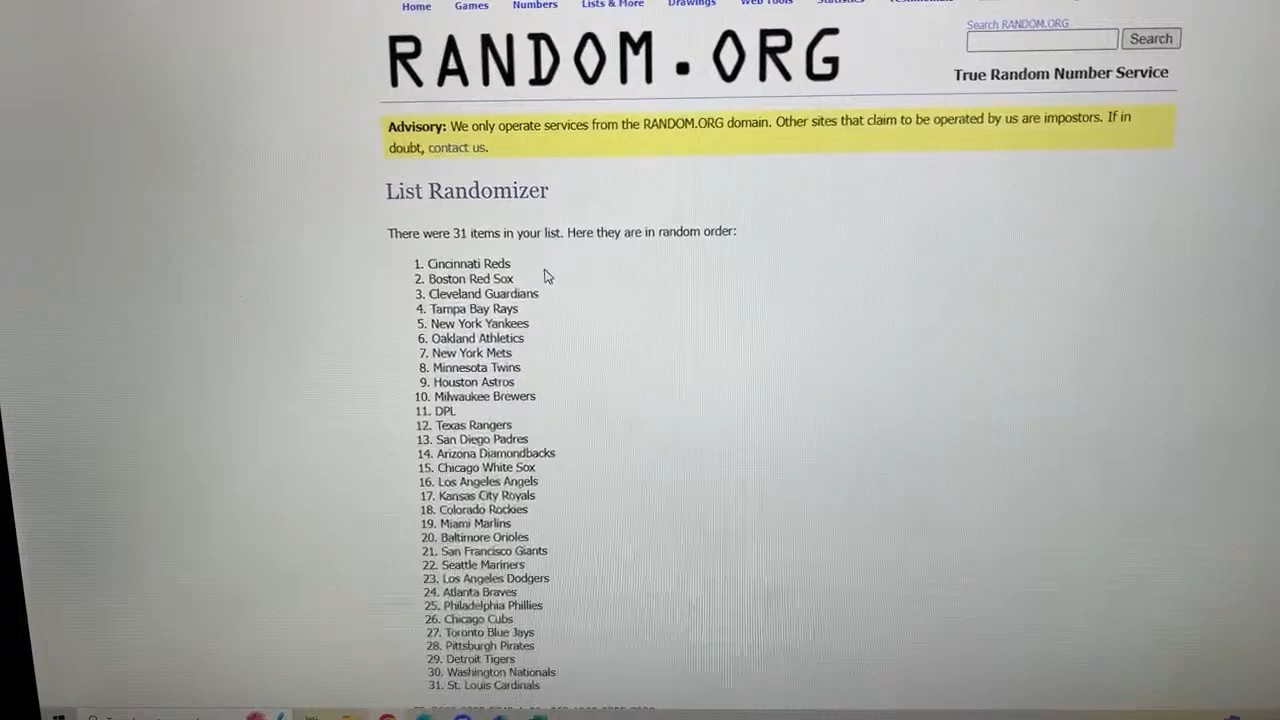 Home Games Numbers Lists & More Drawings Web Tools Statistics Testimonials
RANDOM.ORG
Search RANDOM.ORG
Search
True Random Number Service
Advisory: We only operate services from the RANDOM.ORG domain. Other sites that claim to be operated by us are impostors. If in
doubt, contact us.
List Randomizer
There were 31 items in your list. Here they are in random order:
1. Cincinnati Reds
2. Boston Red Sox
3. Cleveland Guardians
4. Tampa Bay Rays
5. New York Yankees
6. Oakland Athletics
7. New York Mets
8. Minnesota Twins
9. Houston Astros
10. Milwaukee Brewers
11. DPL
12. Texas Rangers
13. San Diego Padres
14. Arizona Diamondbacks
15. Chicago White Sox
16. Los Angeles Angels
17. Kansas City Royals
18. Colorado Rockies
19. Miami Marlins
20. Baltimore Orioles
21. San Francisco Giants
22. Seattle Mariners
23. Los Angeles Dodgers
24. Atlanta Braves
25. Philadelphia Phillies
26. Chicago Cubs
27. Toronto Blue Jays
28. Pittsburgh Pirates
29. Detroit Tigers
30. Washington Nationals
31. St. Louis Cardinals